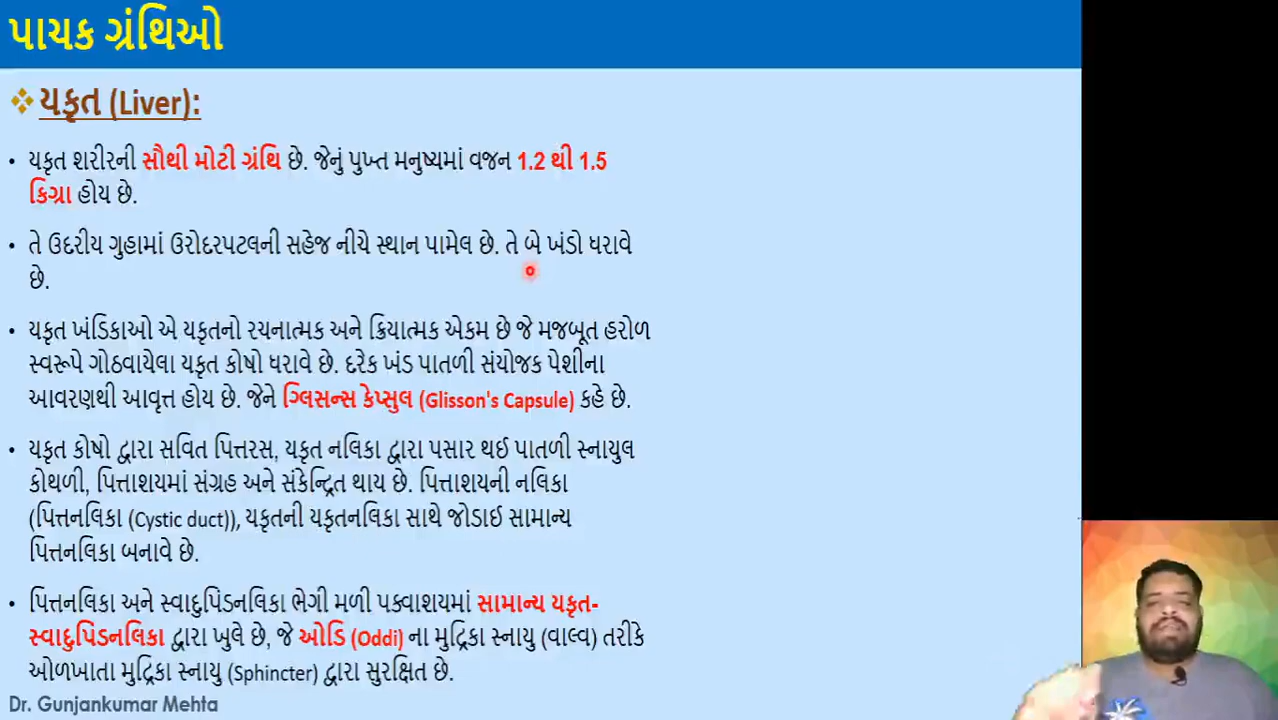 પાચક ગ્રંથિઓ
યકૃત (Liver):
• યકૃત શરીરની સૌથી મોટી ગ્રંથિ છે. જેનું પુખ્ત મનુષ્યમાં વજન 1.2 થી 1.5
કિગ્રા હોય છે.
• તે ઉદરીય ગુહામાં ઉરોદરપટલની સહેજ નીચે સ્થાન પામેલ છે. તે બે ખંડો ધરાવે
છે.
• યકૃત ખંડિકાઓ એ યકૃતનો રચનાત્મક અને ક્રિયાત્મક એકમ છે જે મજબૂત હરોળ
સ્વરૂપે ગોઠવાયેલા યકૃત કોષો ધરાવે છે. દરેક ખંડ પાતળી સંયોજક પેશીના
આવરણથી આવૃત્ત હોય છે. જેને ગ્લિસન્સ કેપ્સુલ (Glisson's Capsule) કહે છે.
• યકૃત કોષો દ્વારા સવિત પિત્તરસ, યકૃત નલિકા દ્વારા પસાર થઈ પાતળી સ્નાયુલ
કોથળી, પિત્તાશયમાં સંગ્રહ અને સંકેન્દ્રિત થાય છે. પિત્તાશયની નલિકા
(પિત્તનલિકા (Cystic duct)), યકૃતની યકૃતનલિકા સાથે જોડાઈ સામાન્ય
પિત્તનલિકા બનાવે છે.
• પિત્તનલિકા અને સ્વાદુપિંડનલિકા ભેગી મળી પક્વાશયમાં સામાન્ય યકૃત-
સ્વાદુપિંડનલિકા દ્વારા ખુલે છે, જે ઓડિ (Oddi) ના મુદ્રિકા સ્નાયુ (વાલ્વ) તરીકે
ઓળખાતા મુદ્રિકા સ્નાયુ (Sphincter) દ્વારા સુરક્ષિત છે.
Dr. Gunjankumar Mehta